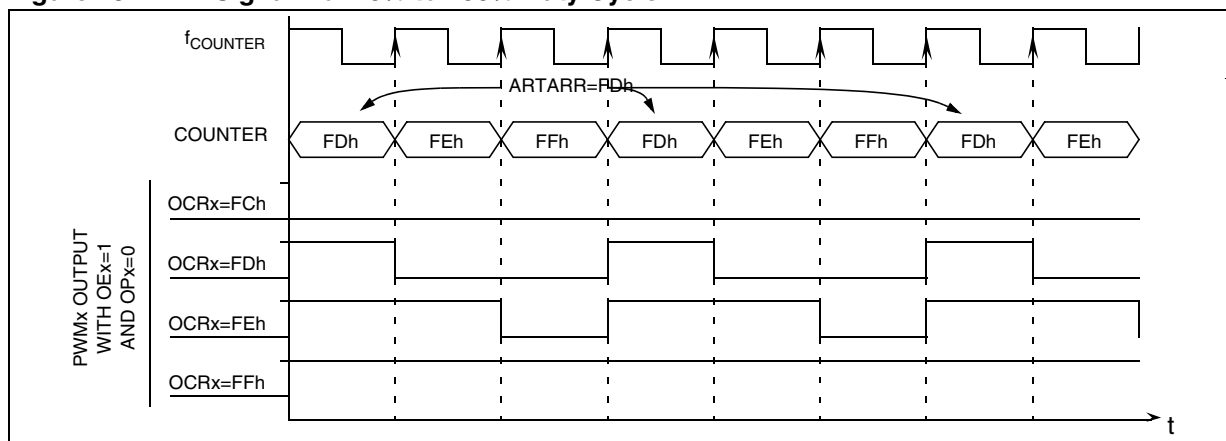 fCOUNTER
ARTARR=FDh
COUNTER
FDh FEh FFh FDh FEh FFh FDh FEh
PWMx OUTPUT
WITH OEx=1
AND OPx=0
OCRx=FCh
OCRx=FDh
OCRx=FEh
OCRx=FFh
t